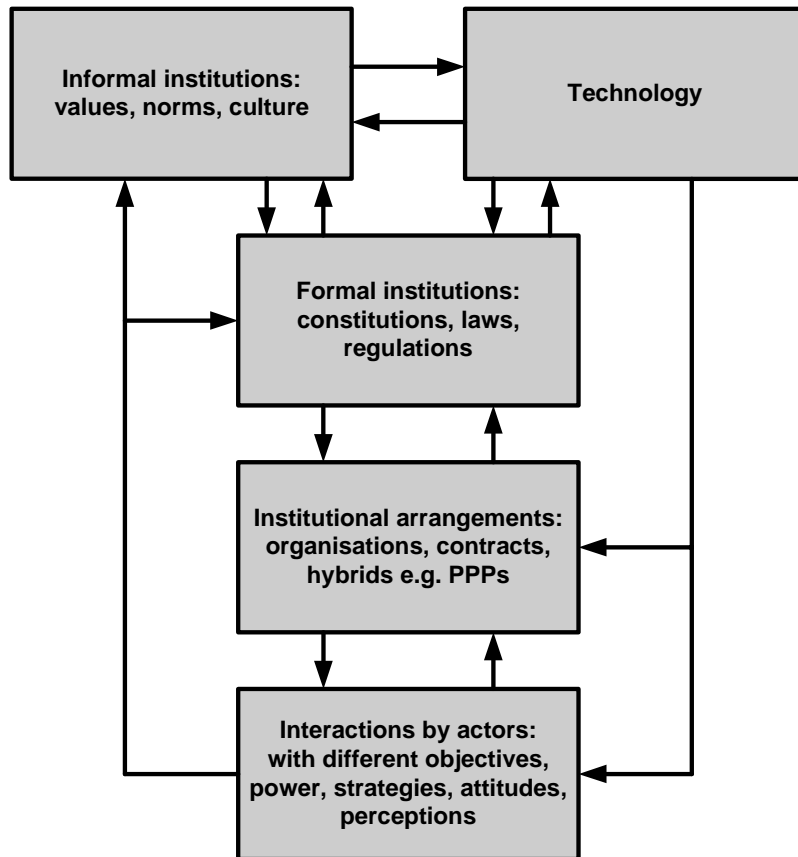 Informal institutions:
values, norms, culture
Technology
Formal institutions:
constitutions, laws,
regulations
Institutional arrangements:
organisations, contracts,
hybrids e.g. PPPs
Interactions by actors:
with different objectives,
power, strategies, attitudes,
perceptions